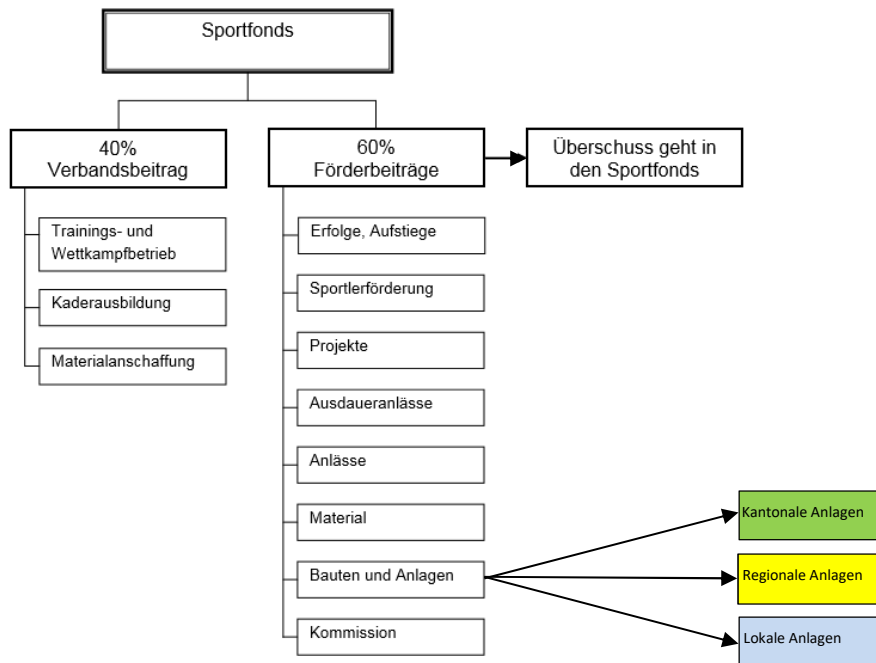 Sportfonds
40%
Verbandsbeitrag
60%
Förderbeiträge
Überschuss geht in
den Sportfonds
Trainings- und
Wettkampfbetrieb
Kaderausbildung
Materialanschaffung
Erfolge, Aufstiege
Sportlerförderung
Projekte
Ausdaueranlässe
Anlässe
Material
Bauten und Anlagen
Kommission
Kantonale Anlagen
Regionale Anlagen
Lokale Anlagen